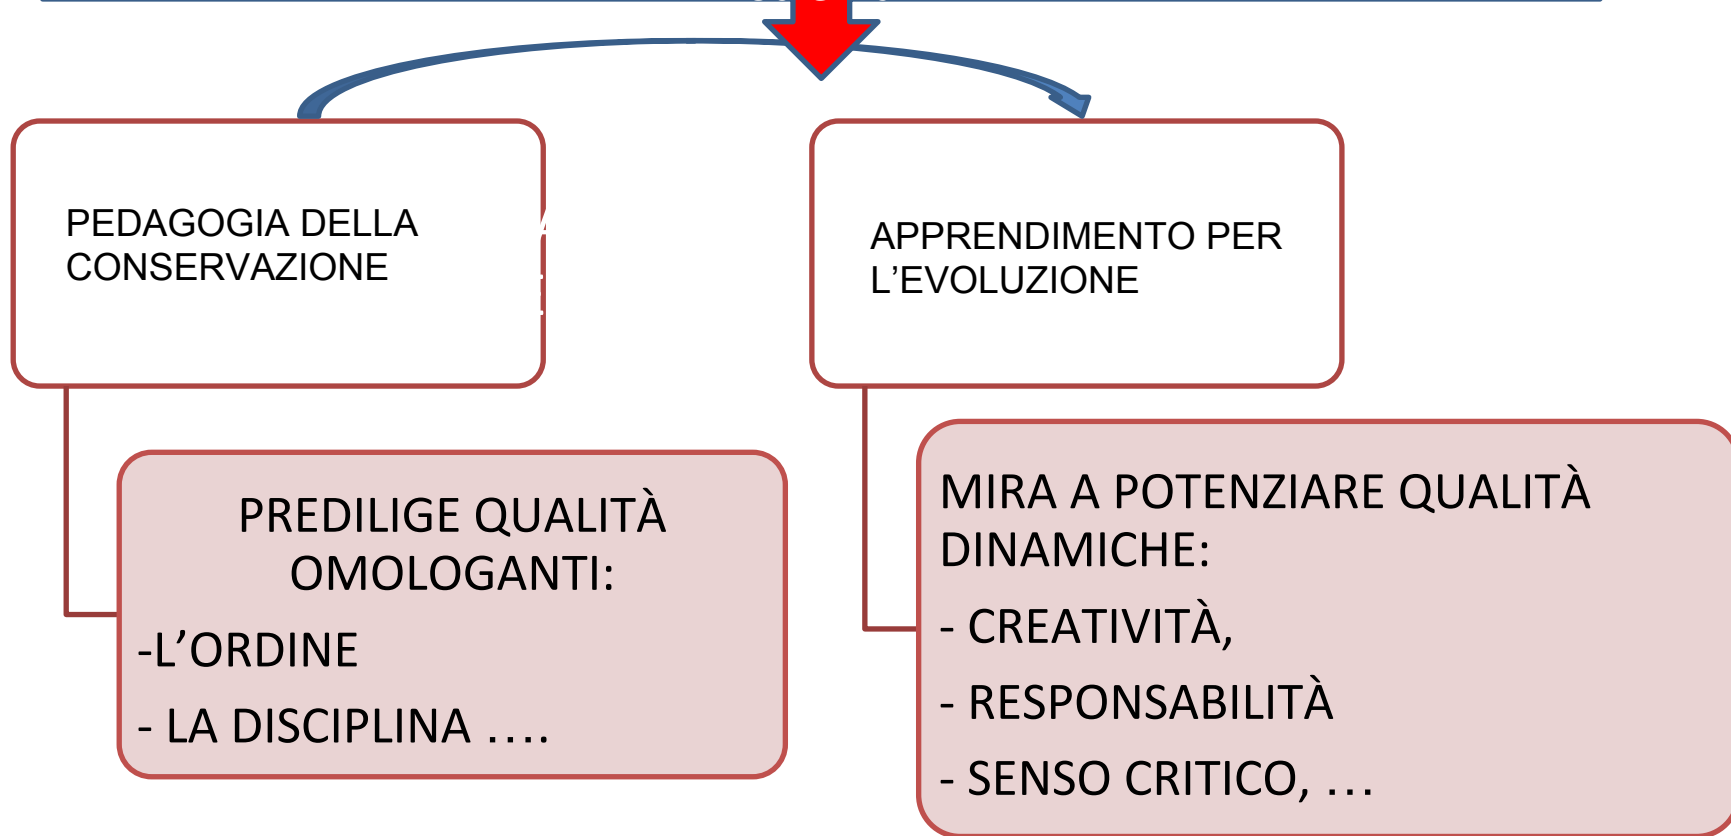 PEDAGOGIA DELLA
CONSERVAZIONE
APPRENDIMENTO PER
L’EVOLUZIONE
PREDILIGE QUALITÀ
OMOLOGANTI:
-L’ORDINE
- LA DISCIPLINA ….
MIRA A POTENZIARE QUALITÀ
DINAMICHE:
- CREATIVITÀ,
- RESPONSABILITÀ
- SENSO CRITICO, …